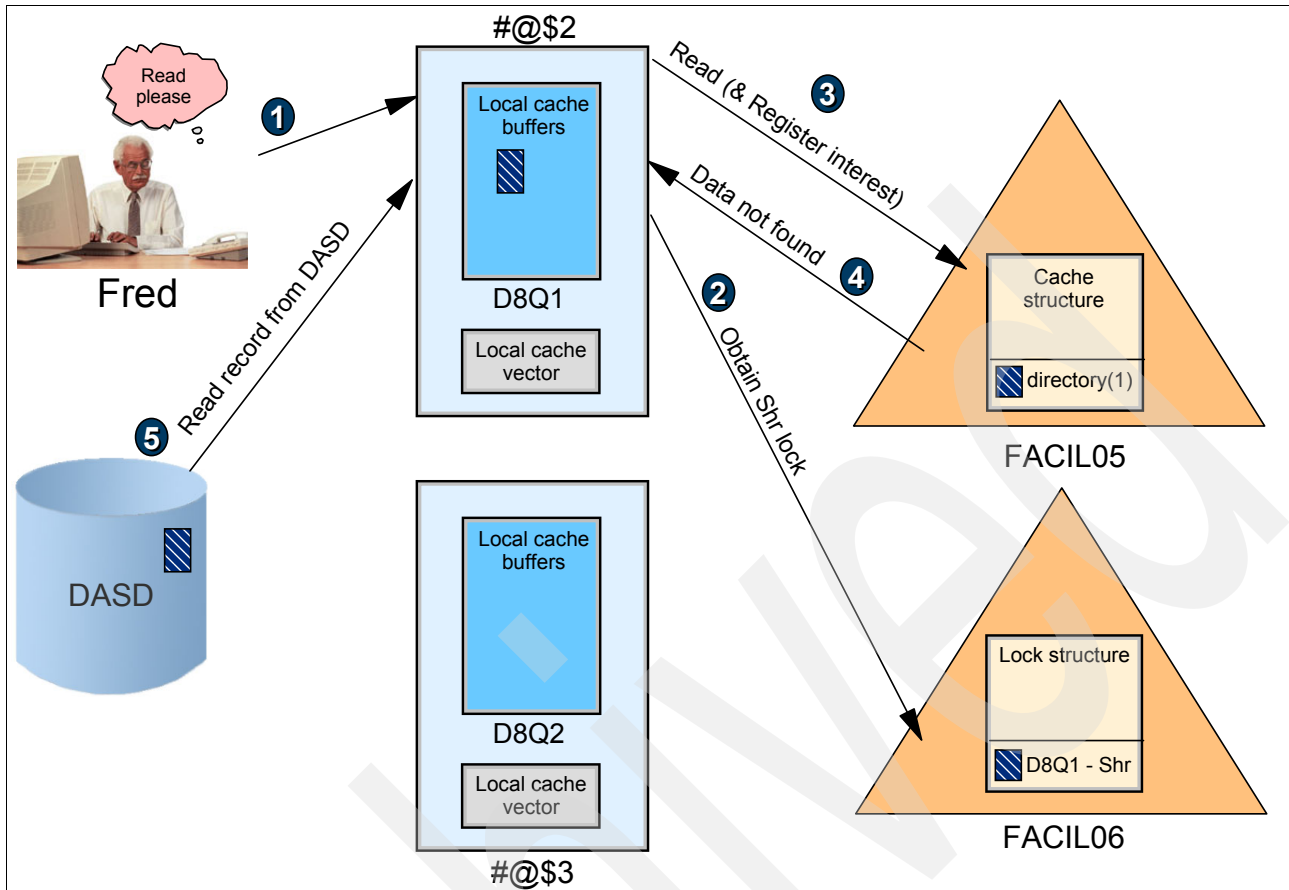 #@$2
Read
please
1
Local cache
buffers
D8Q1
Local cache
vector
Fred
Read (& Register interest)
3
Data not found
4
2
Obtain Shr lock
Cache
structure
directory(1)
FACIL05
5
Read record from DASD
DASD
Local cache
buffers
D8Q2
Local cache
vector
#@$3
Lock structure
D8Q1 - Shr
FACIL06